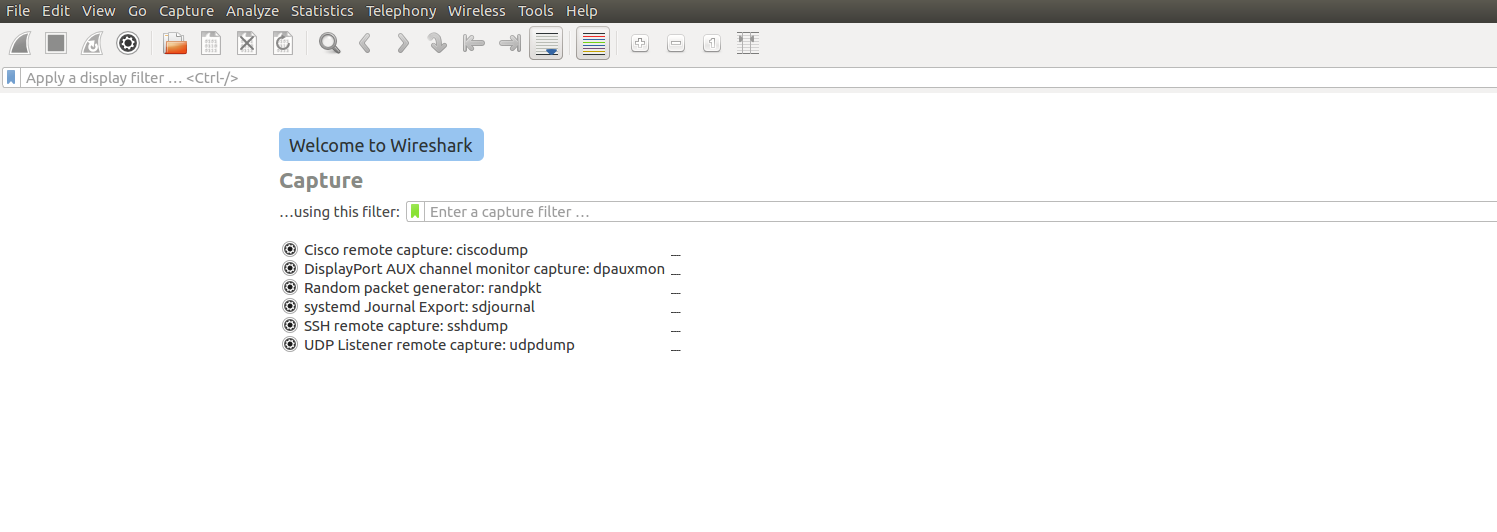 File Edit View Go Capture Analyze Statistics Telephony Wireless Tools Help
Apply a display filter … <Ctrl-/>
Welcome to Wireshark
Capture
…using this filter: Enter a capture filter …
Cisco remote capture: ciscodump _
DisplayPort AUX channel monitor capture: dpauxmon _
Random packet generator: randpkt _
systemd Journal Export: sdjournal _
SSH remote capture: sshdump _
UDP Listener remote capture: udpdump _